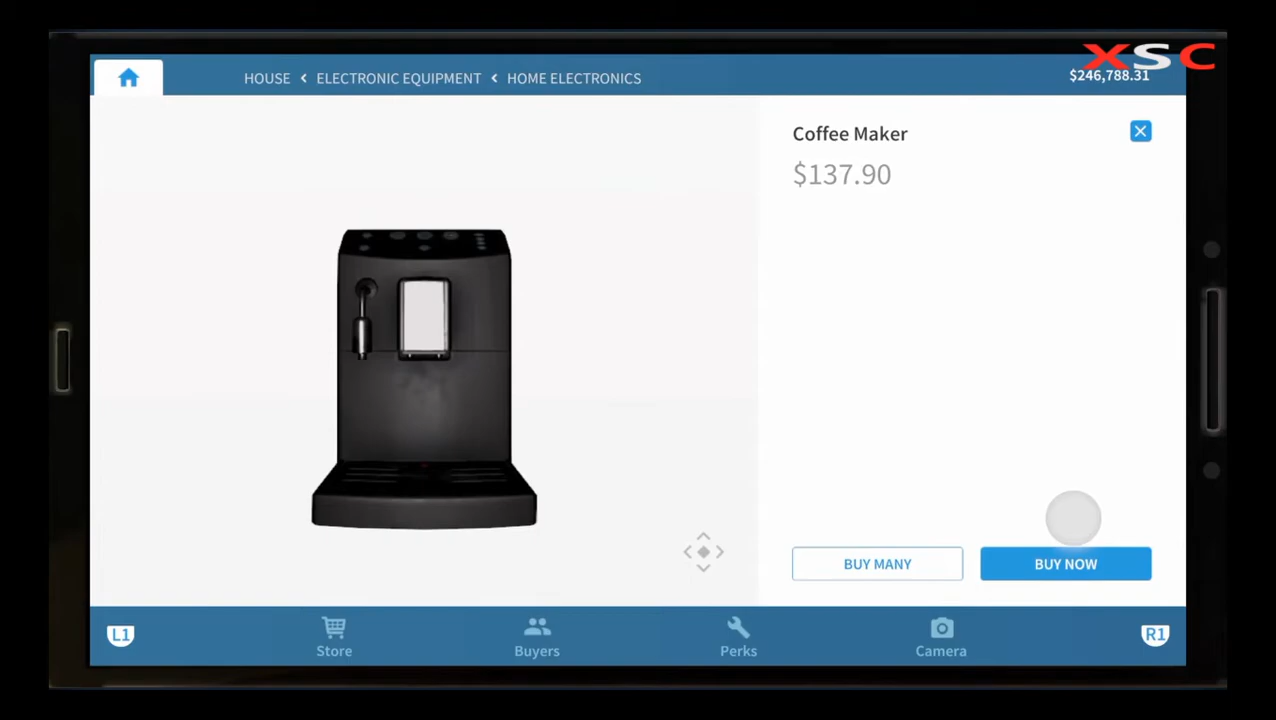 XSC
HOUSE < ELECTRONIC EQUIPMENT < HOME ELECTRONICS
$246,788.31
Coffee Maker
$137.90
BUY MANY
BUY NOW
L1
Store
Buyers
Perks
Camera
R1